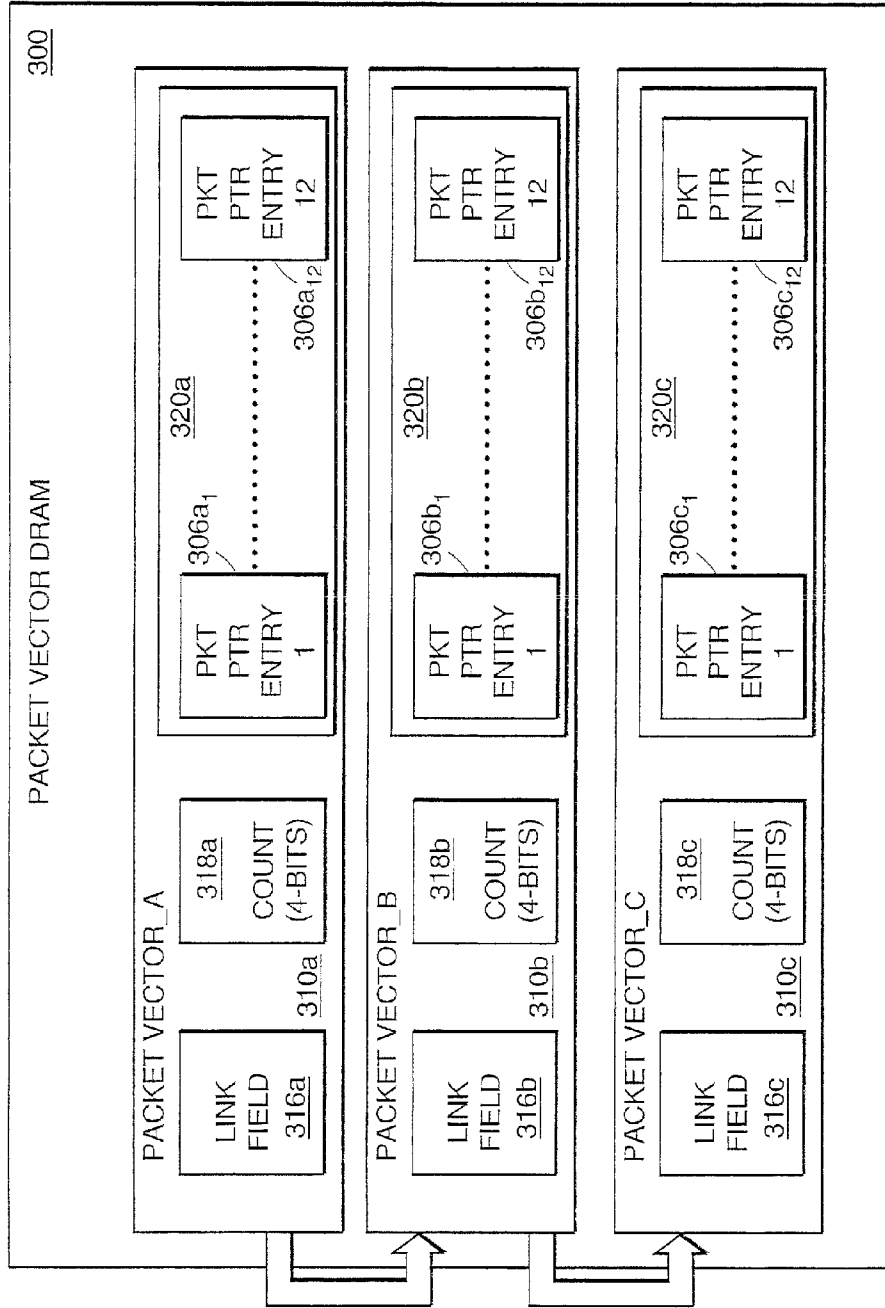 PACKET VECTOR DRAM
300
PACKET VECTOR_A
LINK
FIELD
316a
310a
318a
COUNT
(4-BITS)
320a
306a1
PKT
PTR
ENTRY
1
PKT
PTR
ENTRY
12
306a12
PACKET VECTOR_B
LINK
FIELD
316b
310b
318b
COUNT
(4-BITS)
320b
306b1
PKT
PTR
ENTRY
1
PKT
PTR
ENTRY
12
306b12
PACKET VECTOR_C
LINK
FIELD
316c
310c
318c
COUNT
(4-BITS)
320c
306c1
PKT
PTR
ENTRY
1
PKT
PTR
ENTRY
12
306c12